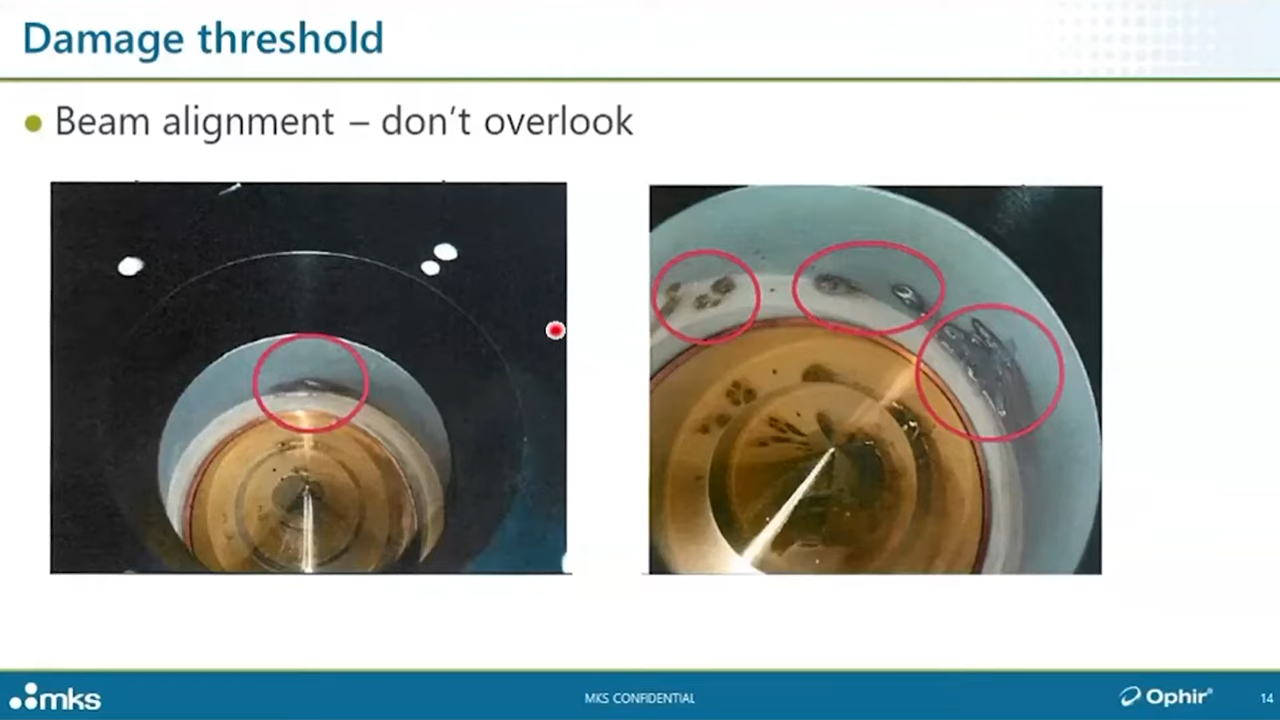 Damage threshold
Beam alignment – don't overlook
mks
MKS CONFIDENTIAL
Ophir®
14